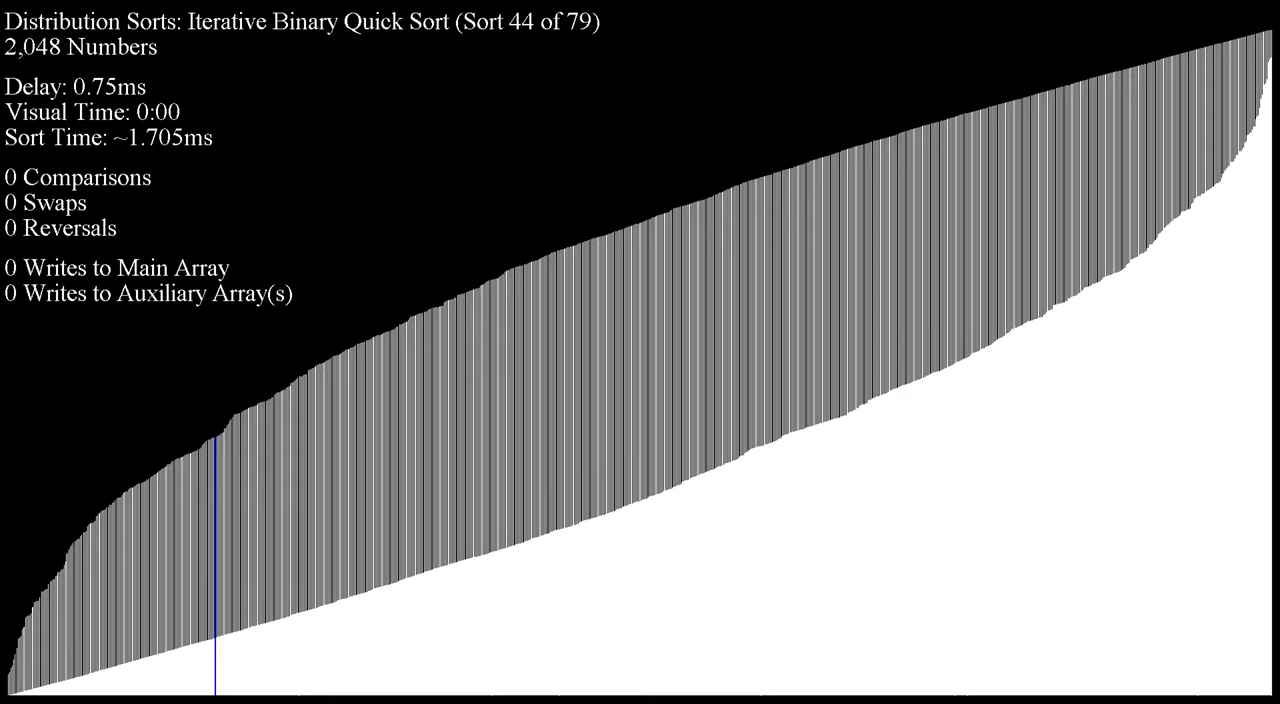 Distribution Sorts: Iterative Binary Quick Sort (Sort 44 of 79)
2,048 Numbers
Delay: 0.75ms
Visual Time: 0:00
Sort Time: ~1.705ms
0 Comparisons
0 Swaps
0 Reversals
0 Writes to Main Array
0 Writes to Auxiliary Array(s)